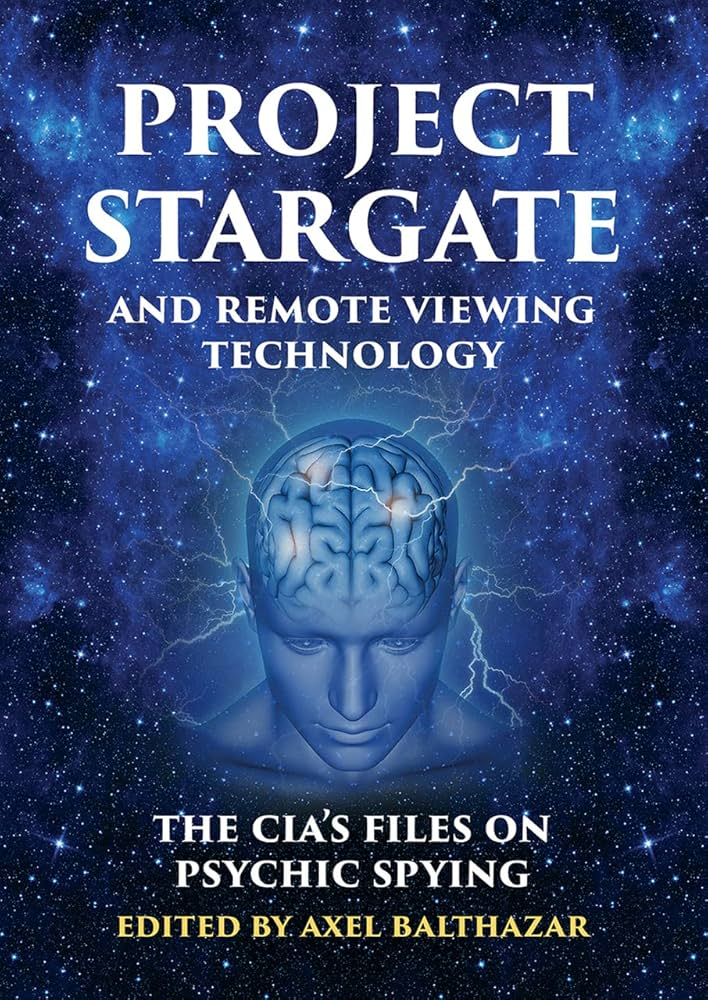 PROJECT
STARGATE
AND REMOTE VIEWING
TECHNOLOGY
THE CIA'S FILES ON
PSYCHIC SPYING
EDITED BY AXEL BALTHAZAR